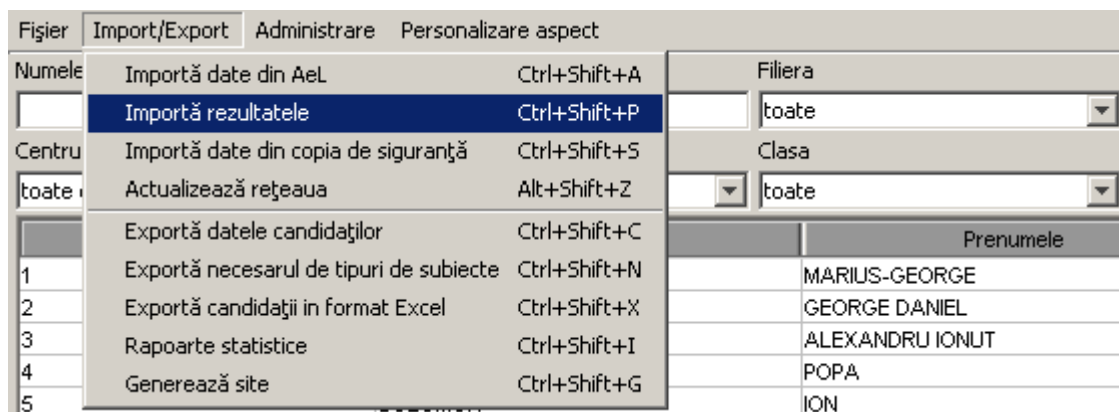 Fişier Import/Export Administrare Personalizare aspect
Numele Filiera
Importă date din AeL Ctrl+Shift+A
toate
Importă rezultatele Ctrl+Shift+P
Centru Clasa
Importă date din copia de siguranţă Ctrl+Shift+S
toate toate
Actualizează reţeaua Alt+Shift+Z
Exportă datele candidaţilor Ctrl+Shift+C
Prenumele
Exportă necesarul de tipuri de subiecte Ctrl+Shift+N
1 MARIUS-GEORGE
Exportă candidaţii in format Excel Ctrl+Shift+X
2 GEORGE DANIEL
Rapoarte statistice Ctrl+Shift+I
3 ALEXANDRU IONUT
Generează site Ctrl+Shift+G
4 POPA
5 ION